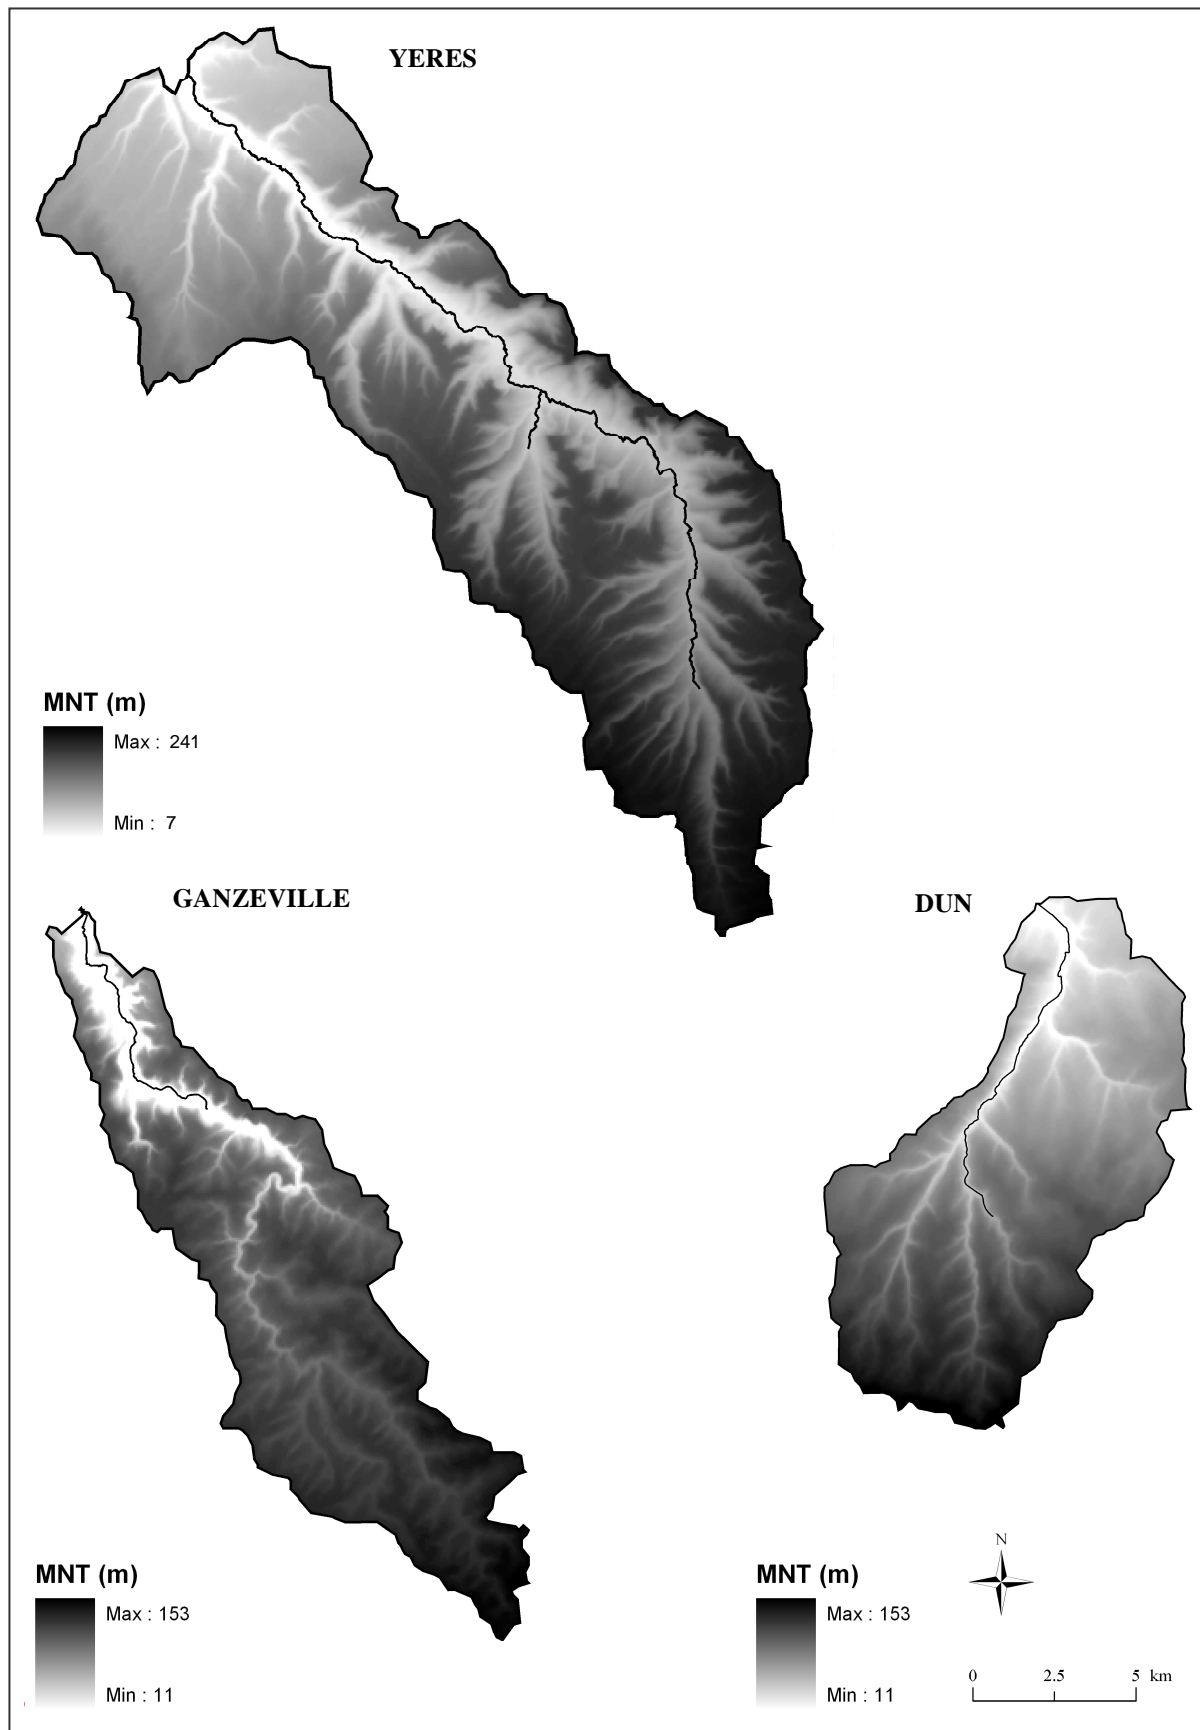 YERES
MNT (m)
Max : 241
Min : 7
GANZEVILLE
DUN
MNT (m)
Max : 153
Min : 11
MNT (m)
Max : 153
Min : 11
N
0 2.5 5 km